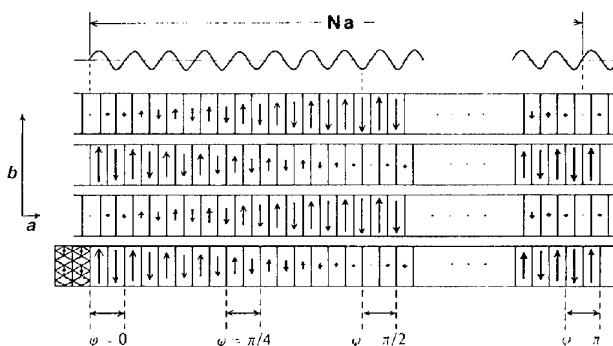 Na
b
a
φ = 0 φ = π/4 φ = π/2 φ = π